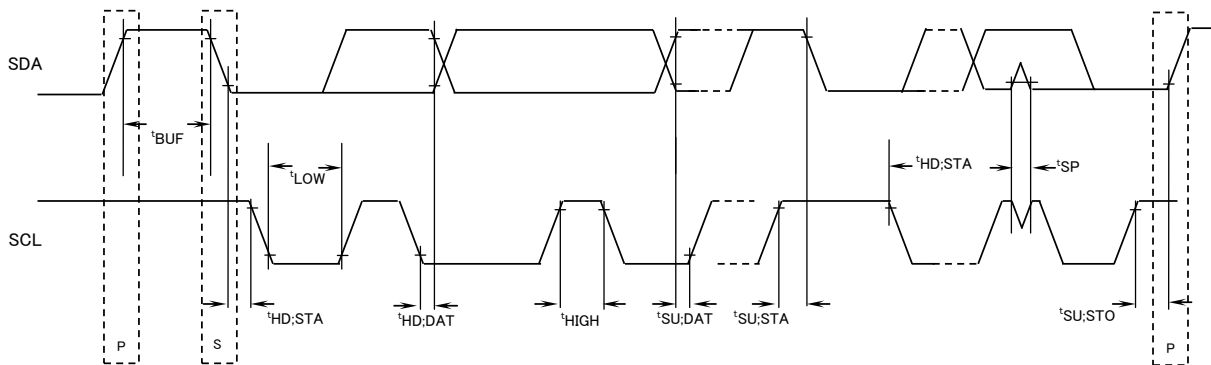 SDA
tBUF
tLOW
tHD;STA
tSP
SCL
tHD;STA
tHD;DAT
tHIGH
tSU;DAT
tSU;STA
tSU;STO
P
S
P